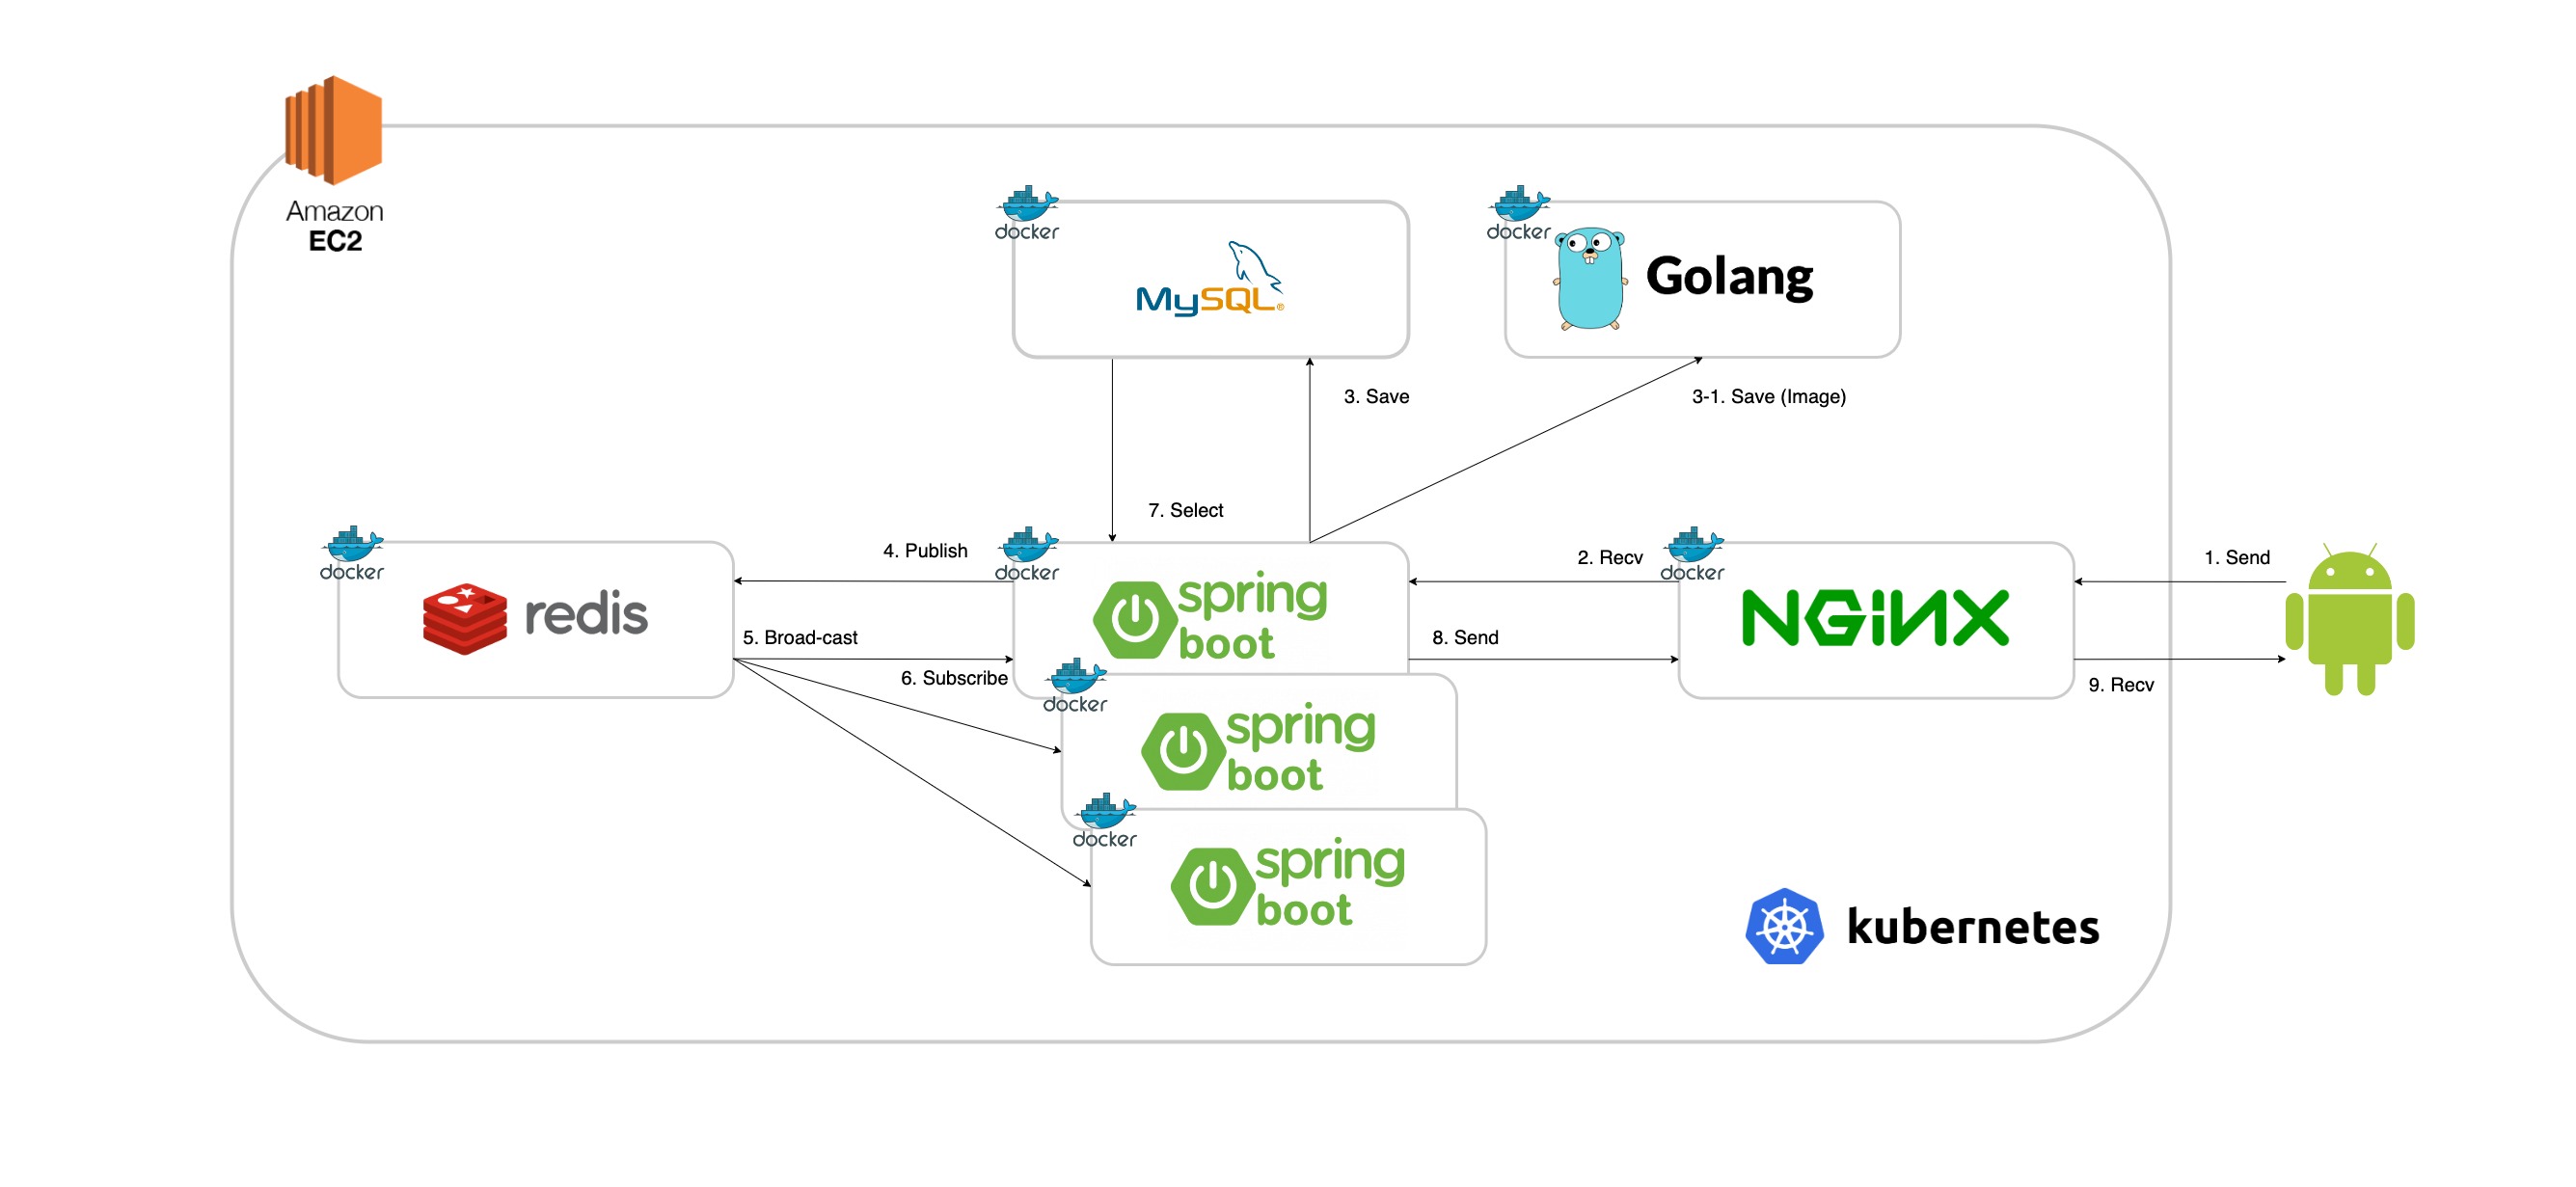 Amazon
EC2
docker
MySQL®
docker
Golang
3. Save
3-1. Save (Image)
7. Select
docker
redis
4. Publish
5. Broad-cast
6. Subscribe
docker
spring
boot
2. Recv
8. Send
docker
NGINX
1. Send
9. Recv
docker
spring
boot
docker
spring
boot
kubernetes